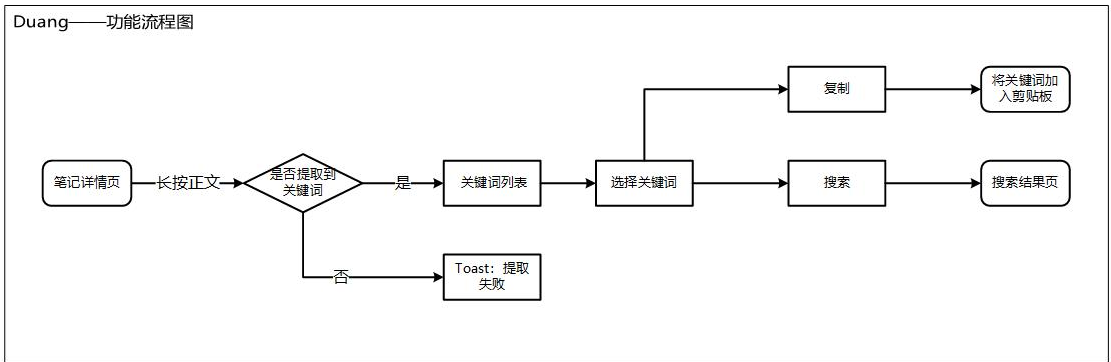 Duang——功能流程图
复制
将关键词加
入剪贴板
笔记详情页
长按正文
是否提取到
关键词
是
关键词列表
选择关键词
搜索
搜索结果页
否
Toast：提取
失败